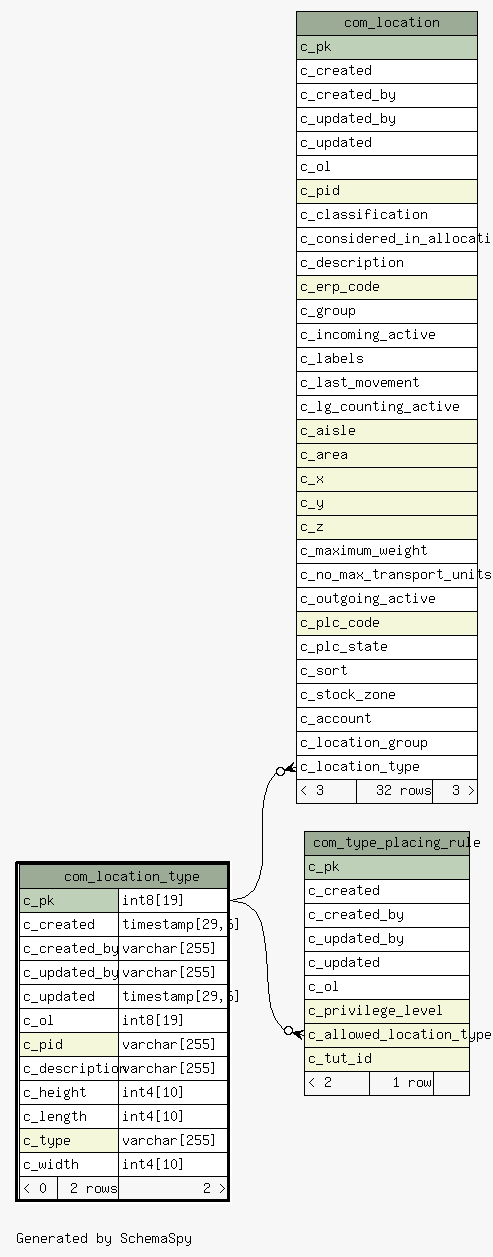 com_location
c_pk
c_created
c_created_by
c_updated_by
c_updated
c_ol
c_pid
c_classification
c_considered_in_allocati
c_description
c_erp_code
c_group
c_incoming_active
c_labels
c_last_movement
c_lg_counting_active
c_aisle
c_area
c_x
c_y
c_z
c_maximum_weight
c_no_max_transport_units
c_outgoing_active
c_plc_code
c_plc_state
c_sort
c_stock_zone
c_account
c_location_group
c_location_type
< 3 32 rows 3 >
com_type_placing_rule
c_pk
c_created
c_created_by
c_updated_by
c_updated
c_ol
c_privilege_level
c_allowed_location_type
c_tut_id
< 2 1 row
com_location_type
c_pk int8[19]
c_created timestamp[29,6]
c_created_by varchar[255]
c_updated_by varchar[255]
c_updated timestamp[29,6]
c_ol int8[19]
c_pid varchar[255]
c_description varchar[255]
c_height int4[10]
c_length int4[10]
c_type varchar[255]
c_width int4[10]
< 0 2 rows 2 >
Generated by SchemaSpy